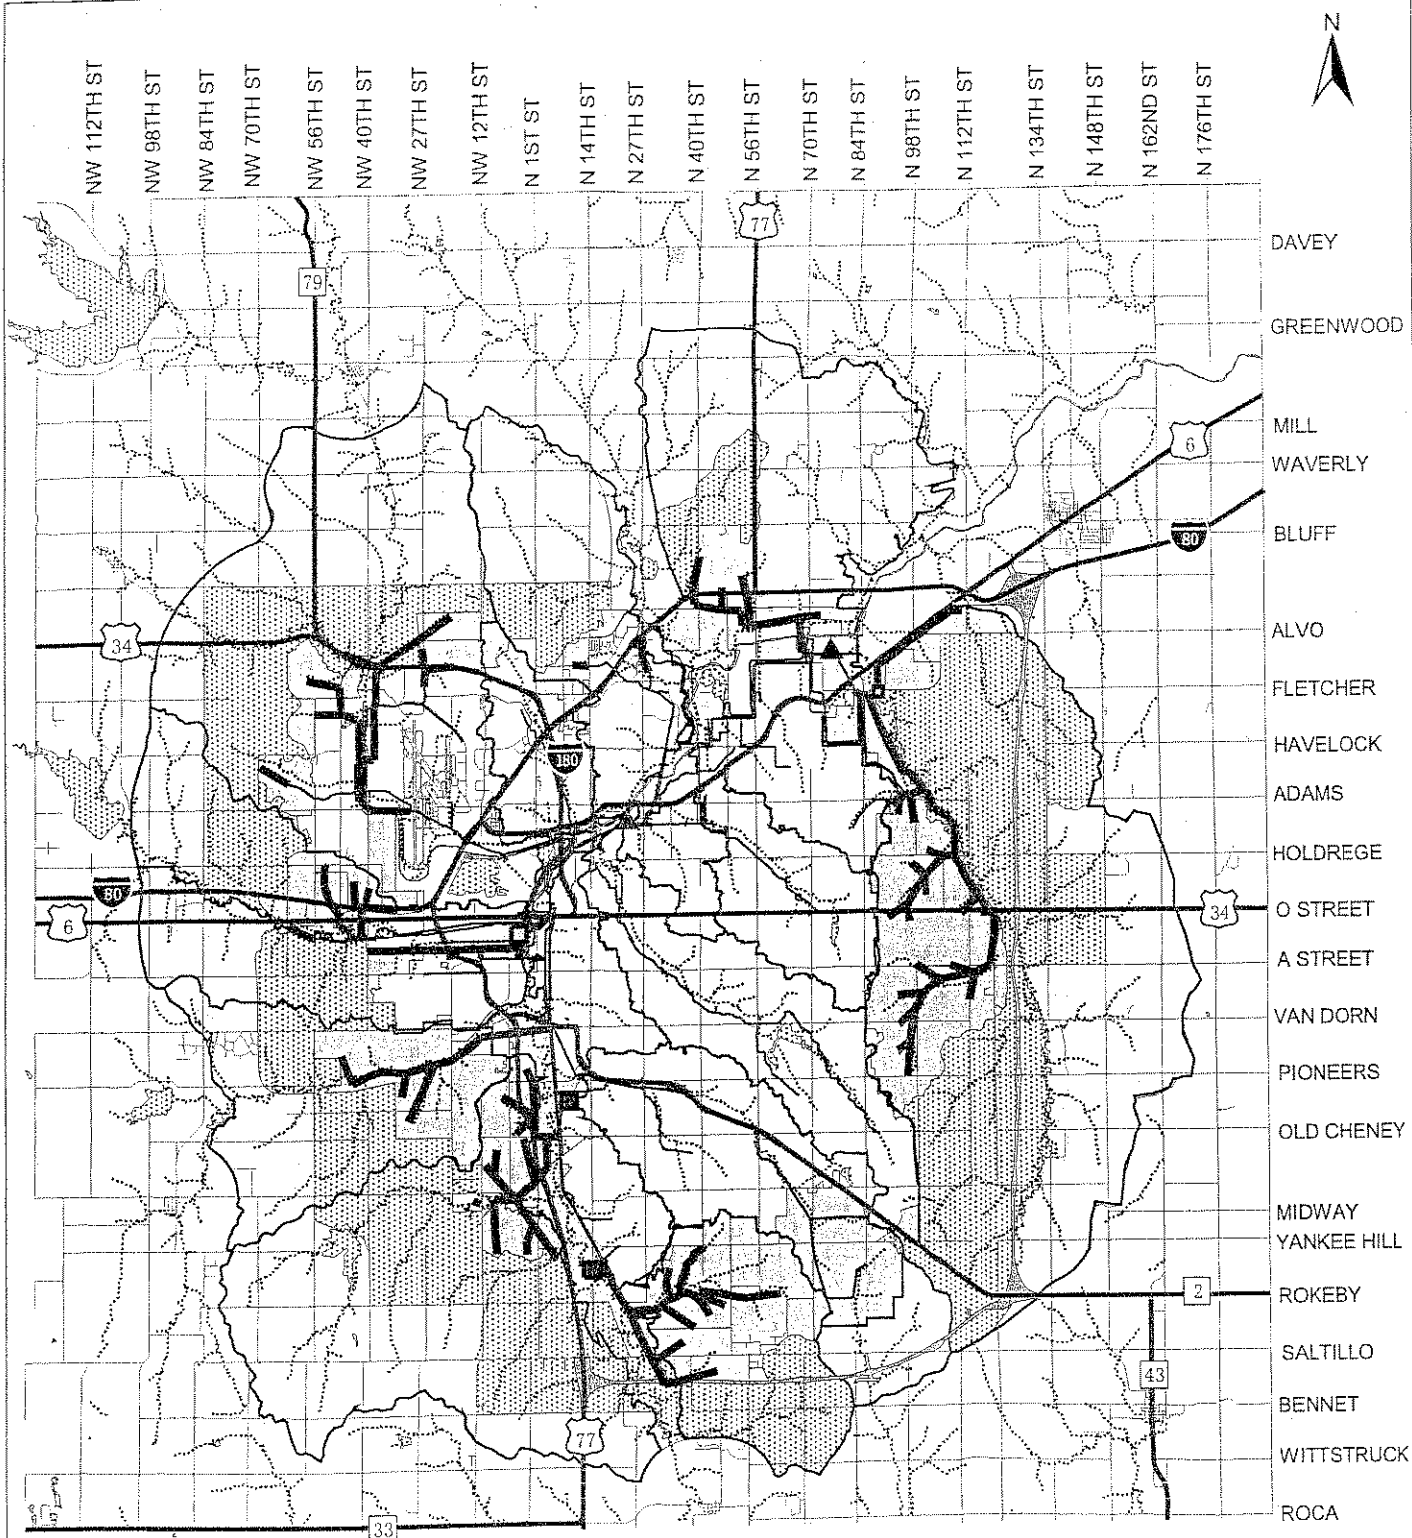 N
NW 112TH ST
NW 98TH ST
NW 84TH ST
NW 70TH ST
NW 56TH ST
NW 40TH ST
NW 27TH ST
NW 12TH ST
N 1ST ST
N 14TH ST
N 27TH ST
N 40TH ST
N 56TH ST
N 70TH ST
N 84TH ST
N 98TH ST
N 112TH ST
N 134TH ST
N 148TH ST
N 162ND ST
N 176TH ST
77
DAVEY
79
GREENWOOD
MILL
6
WAVERLY
BLUFF
80
ALVO
34
FLETCHER
HAVELOCK
180
ADAMS
HOLDREGE
80
34
O STREET
6
A STREET
VAN DORN
PIONEERS
OLD CHENEY
MIDWAY
YANKEE HILL
2
ROKEBY
SALTILLO
43
BENNET
77
WITTSTRUCK
ROCA
33